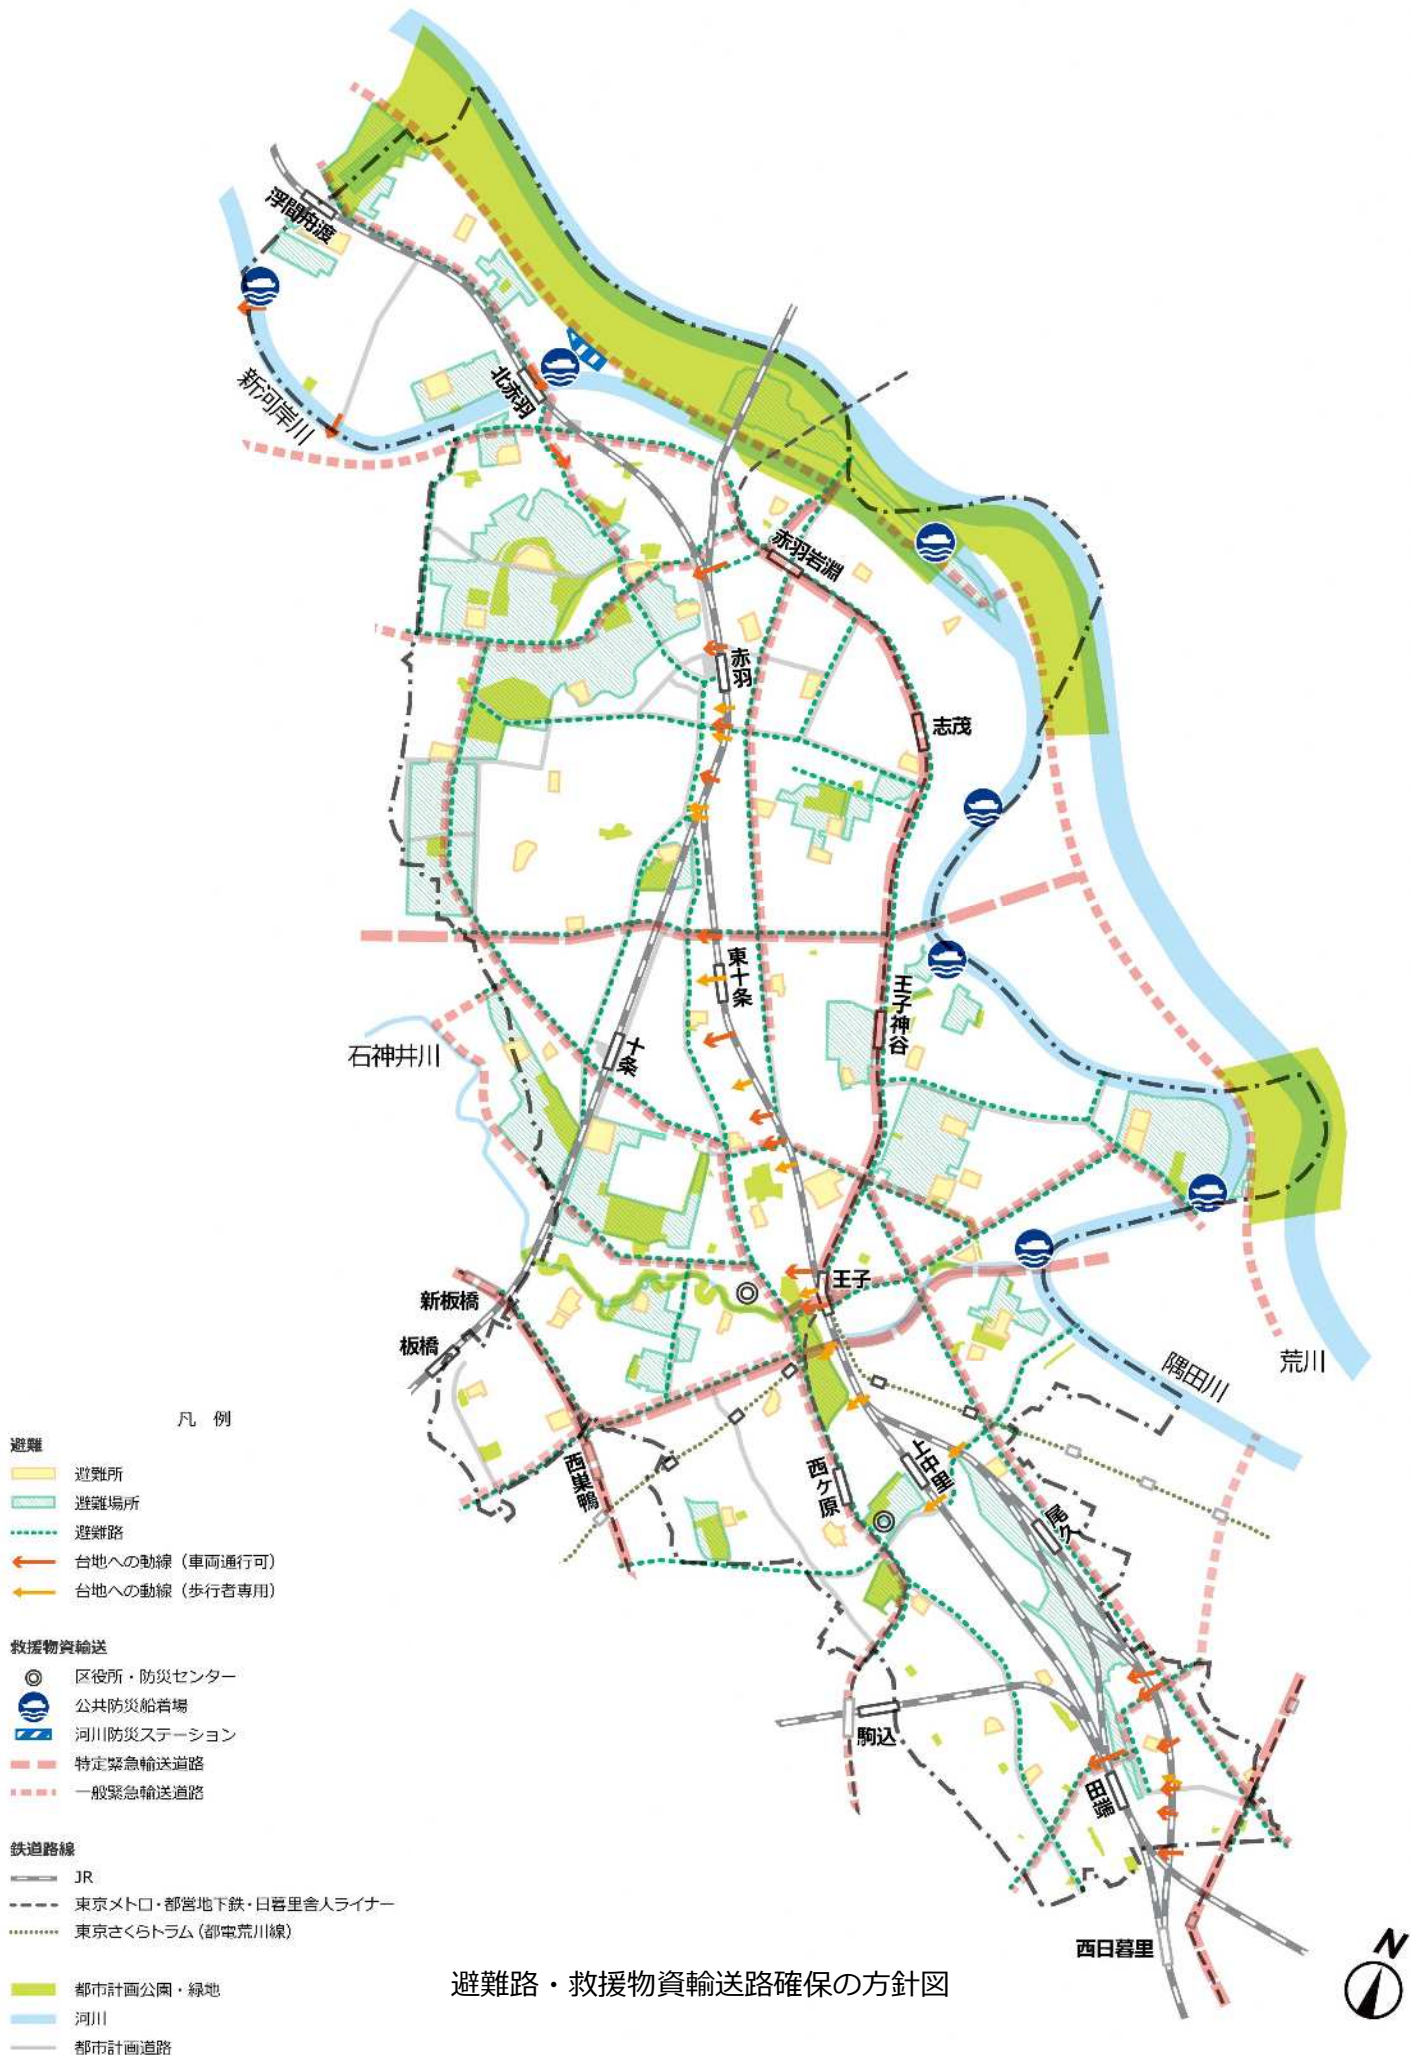 浮間舟渡
新河岸川
北赤羽
赤羽岩淵
赤羽
志茂
東十条
王子神谷
十条
石神井川
王子
新板橋
板橋
隅田川
荒川
西巣鴨
西ケ原
上中里
尾久
駒込
田端
西日暮里
凡 例
避難
避難所
避難場所
避難路
台地への動線（車両通行可）
台地への動線（歩行者専用）
救援物資輸送
区役所・防災センター
公共防災船着場
河川防災ステーション
特定緊急輸送道路
一般緊急輸送道路
鉄道路線
JR
東京メトロ・都営地下鉄・日暮里舎人ライナー
東京さくらトラム（都電荒川線）
都市計画公園・緑地
河川
都市計画道路
避難路・救援物資輸送路確保の方針図
N